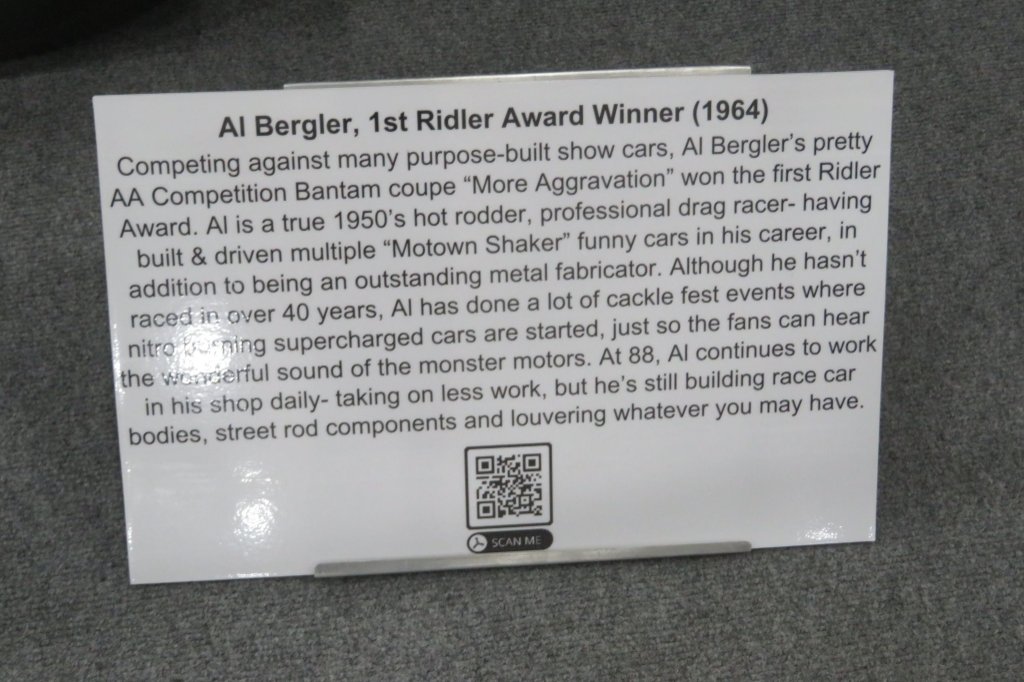 Al Bergler, 1st Ridler Award Winner (1964)
Competing against many purpose-built show cars, Al Bergler's pretty
AA Competition Bantam coupe “More Aggravation” won the first Ridler
Award. Al is a true 1950's hot rodder, professional drag racer- having
built & driven multiple “Motown Shaker” funny cars in his career, in
addition to being an outstanding metal fabricator. Although he hasn't
raced in over 40 years, Al has done a lot of cackle fest events where
nitro burning supercharged cars are started, just so the fans can hear
the wonderful sound of the monster motors. At 88, Al continues to work
in his shop daily- taking on less work, but he's still building race car
bodies, street rod components and louvering whatever you may have.
SCAN ME